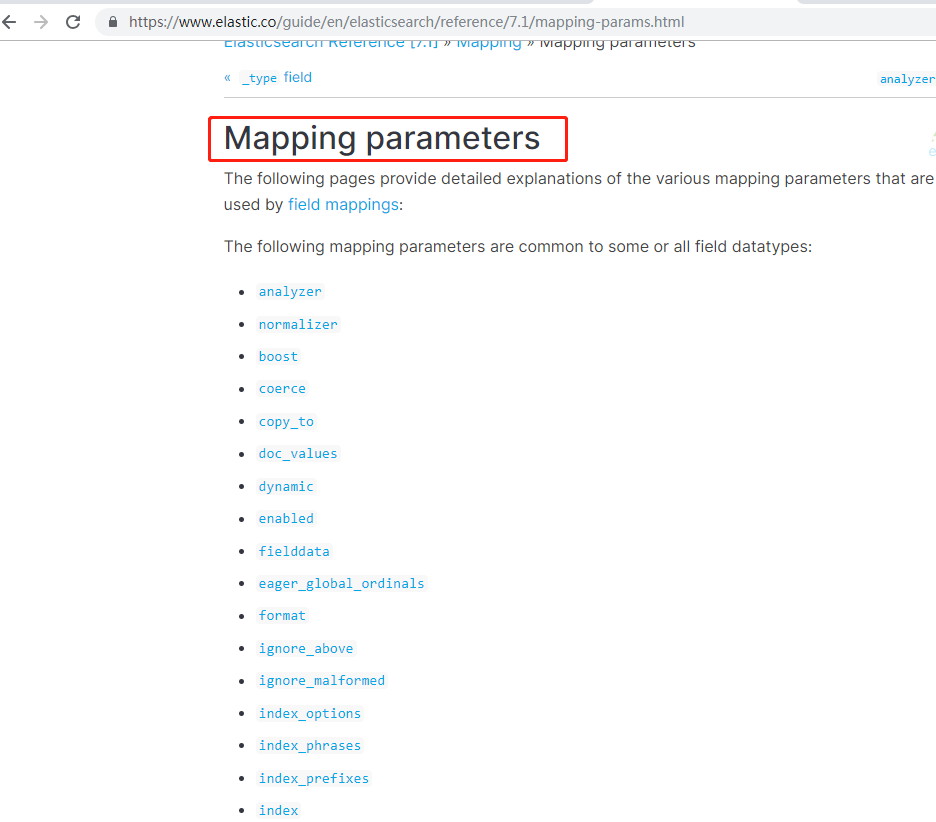 https://www.elastic.co/guide/en/elasticsearch/reference/7.1/mapping-params.html
Elasticsearch Reference [7.1] » Mapping » Mapping parameters
« _type field
analyzer
Mapping parameters
The following pages provide detailed explanations of the various mapping parameters that are
used by field mappings:
The following mapping parameters are common to some or all field datatypes:
• analyzer
• normalizer
• boost
• coerce
• copy_to
• doc_values
• dynamic
• enabled
• fielddata
• eager_global_ordinals
• format
• ignore_above
• ignore_malformed
• index_options
• index_phrases
• index_prefixes
• index